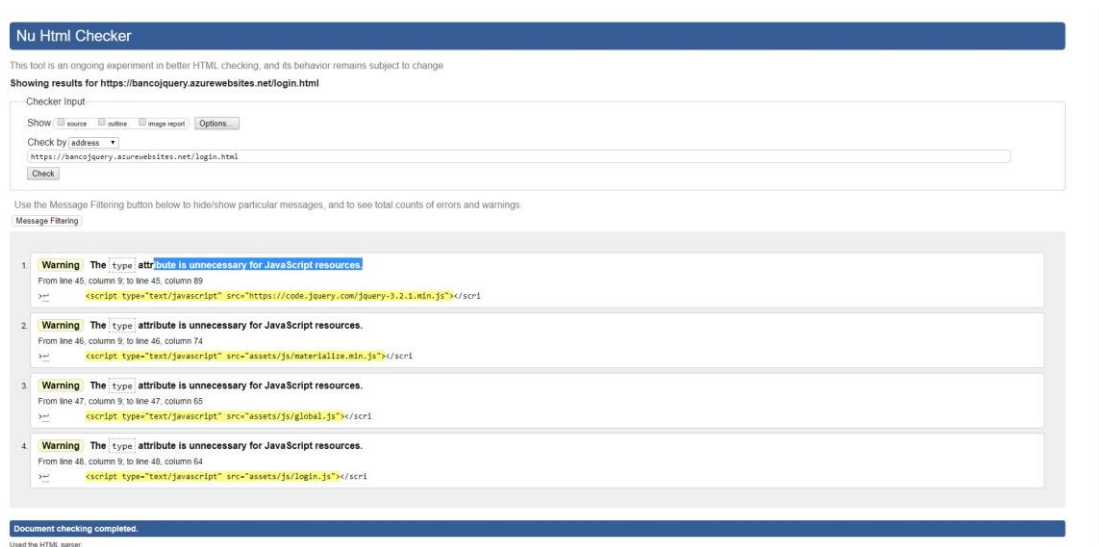 Nu Html Checker
This tool is an ongoing experiment in better HTML checking, and its behavior remains subject to change
Showing results for https://bancojquery.azurewebsites.net/login.html
Checker Input
Show source outline image report Options...
Check by address
https://bancojquery.azurewebsites.net/login.html
Check
Use the Message Filtering button below to hide/show particular messages, and to see total counts of errors and warnings.
Message Filtering
1. Warning The type attribute is unnecessary for JavaScript resources.
From line 45, column 9; to line 45, column 89
>↩ <script type="text/javascript" src="https://code.jquery.com/jquery-3.2.1.min.js"></scri
2. Warning The type attribute is unnecessary for JavaScript resources.
From line 46, column 9; to line 46, column 74
>↩ <script type="text/javascript" src="assets/js/materialize.min.js"></scri
3. Warning The type attribute is unnecessary for JavaScript resources.
From line 47, column 9; to line 47, column 65
>↩ <script type="text/javascript" src="assets/js/global.js"></scri
4. Warning The type attribute is unnecessary for JavaScript resources.
From line 48, column 9; to line 48, column 64
>↩ <script type="text/javascript" src="assets/js/login.js"></scri
Document checking completed.
Used the HTML parser.